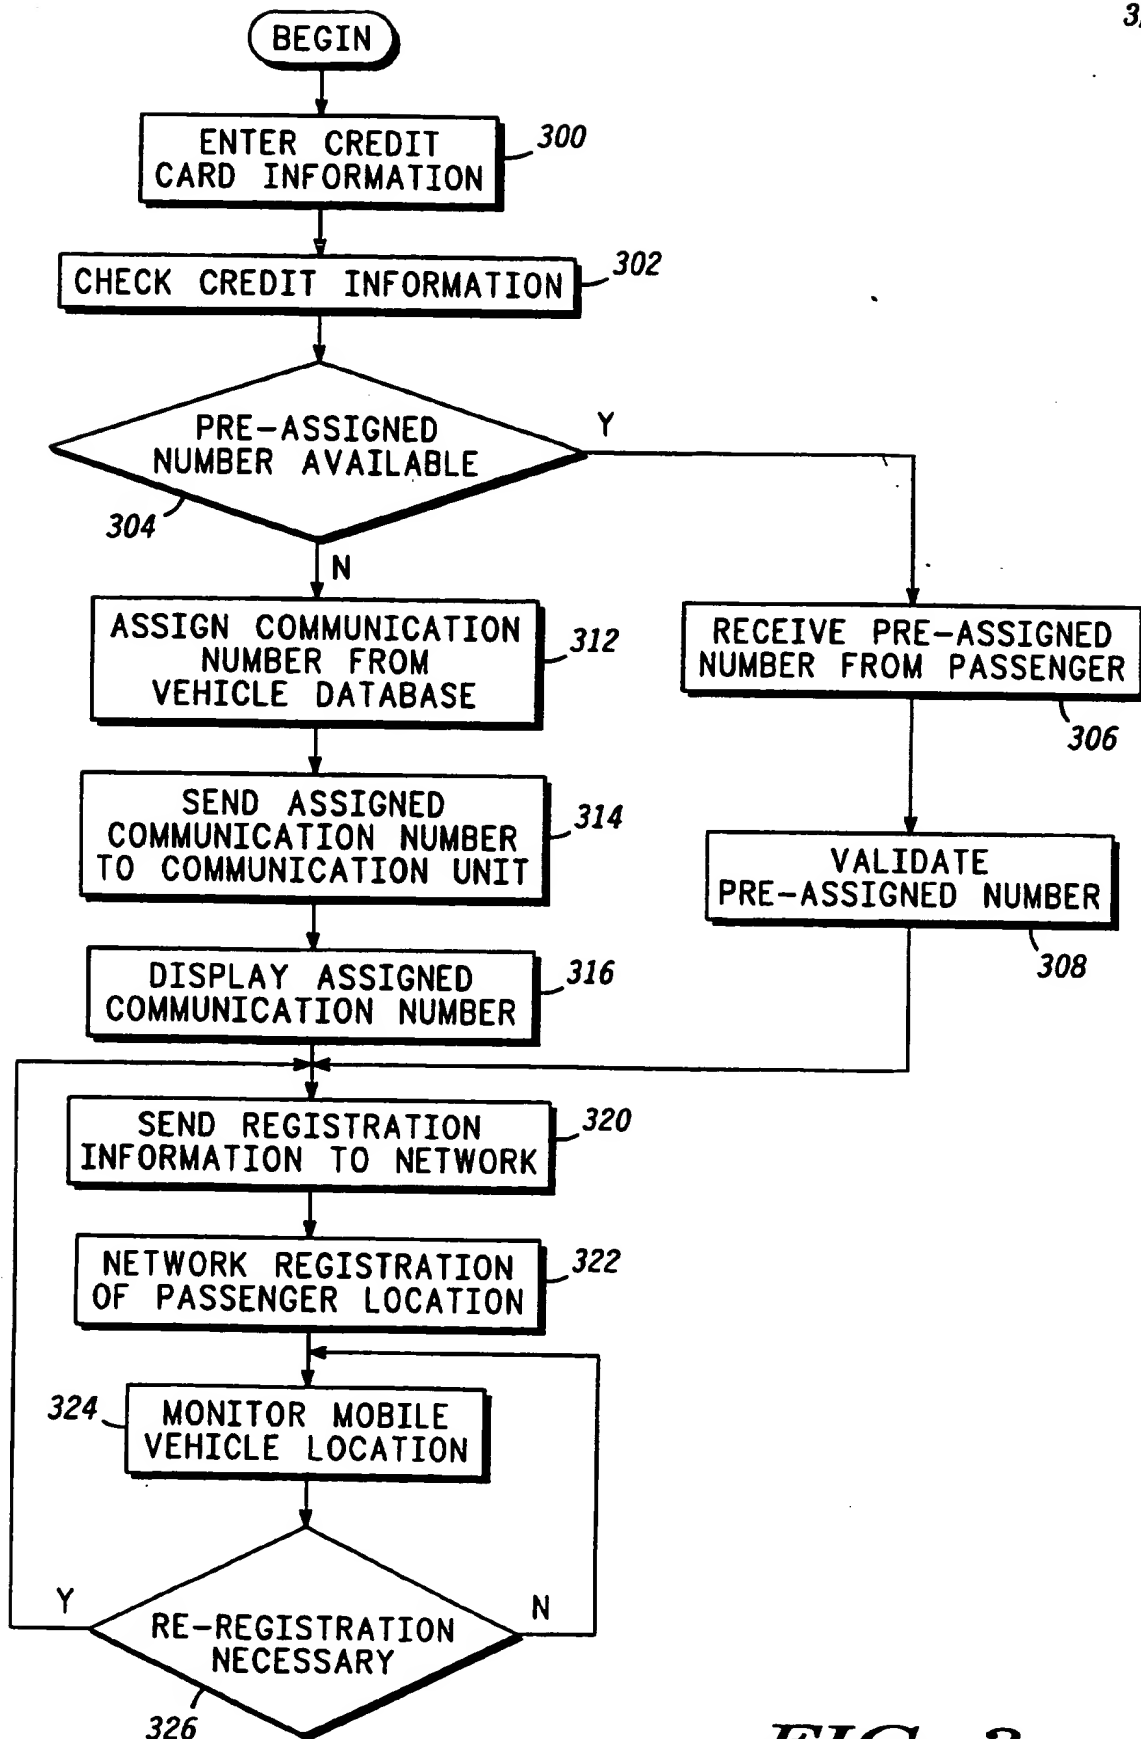 BEGIN
ENTER CREDIT
CARD INFORMATION
300
CHECK CREDIT INFORMATION
302
PRE-ASSIGNED
NUMBER AVAILABLE
Y
304
N
ASSIGN COMMUNICATION
NUMBER FROM
VEHICLE DATABASE
312
RECEIVE PRE-ASSIGNED
NUMBER FROM PASSENGER
306
SEND ASSIGNED
COMMUNICATION NUMBER
TO COMMUNICATION UNIT
314
VALIDATE
PRE-ASSIGNED NUMBER
308
DISPLAY ASSIGNED
COMMUNICATION NUMBER
316
SEND REGISTRATION
INFORMATION TO NETWORK
320
NETWORK REGISTRATION
OF PASSENGER LOCATION
322
324
MONITOR MOBILE
VEHICLE LOCATION
Y
N
RE-REGISTRATION
NECESSARY
326